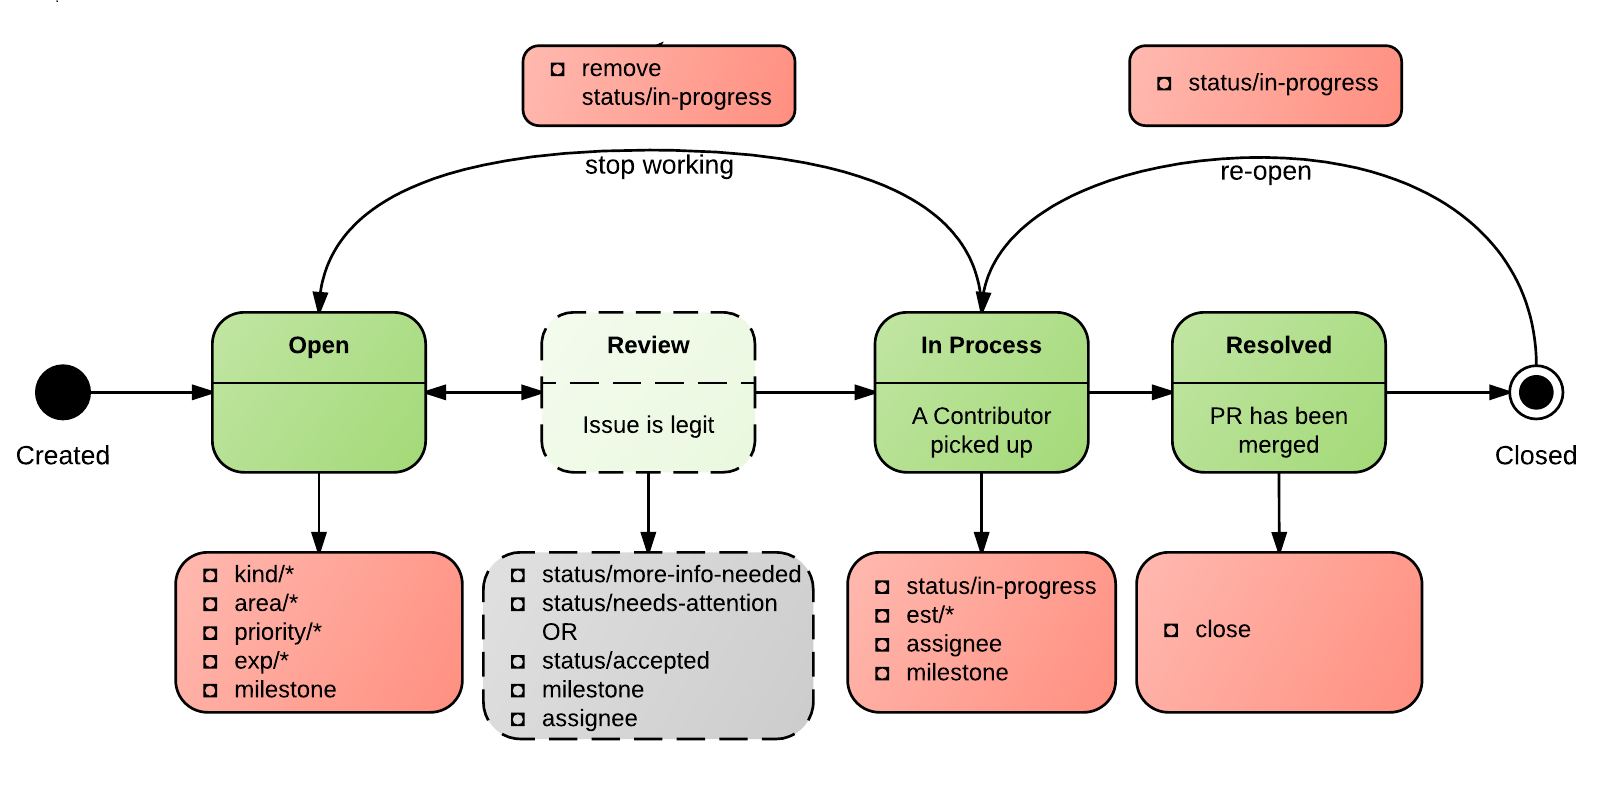 remove
status/in-progress
status/in-progress
stop working
re-open
Open
Review
In Process
Resolved
Issue is legit
A Contributor
picked up
PR has been
merged
Created
Closed
kind/*
area/*
priority/*
exp/*
milestone
status/more-info-needed
status/needs-attention
OR
status/accepted
milestone
assignee
status/in-progress
est/*
assignee
milestone
close